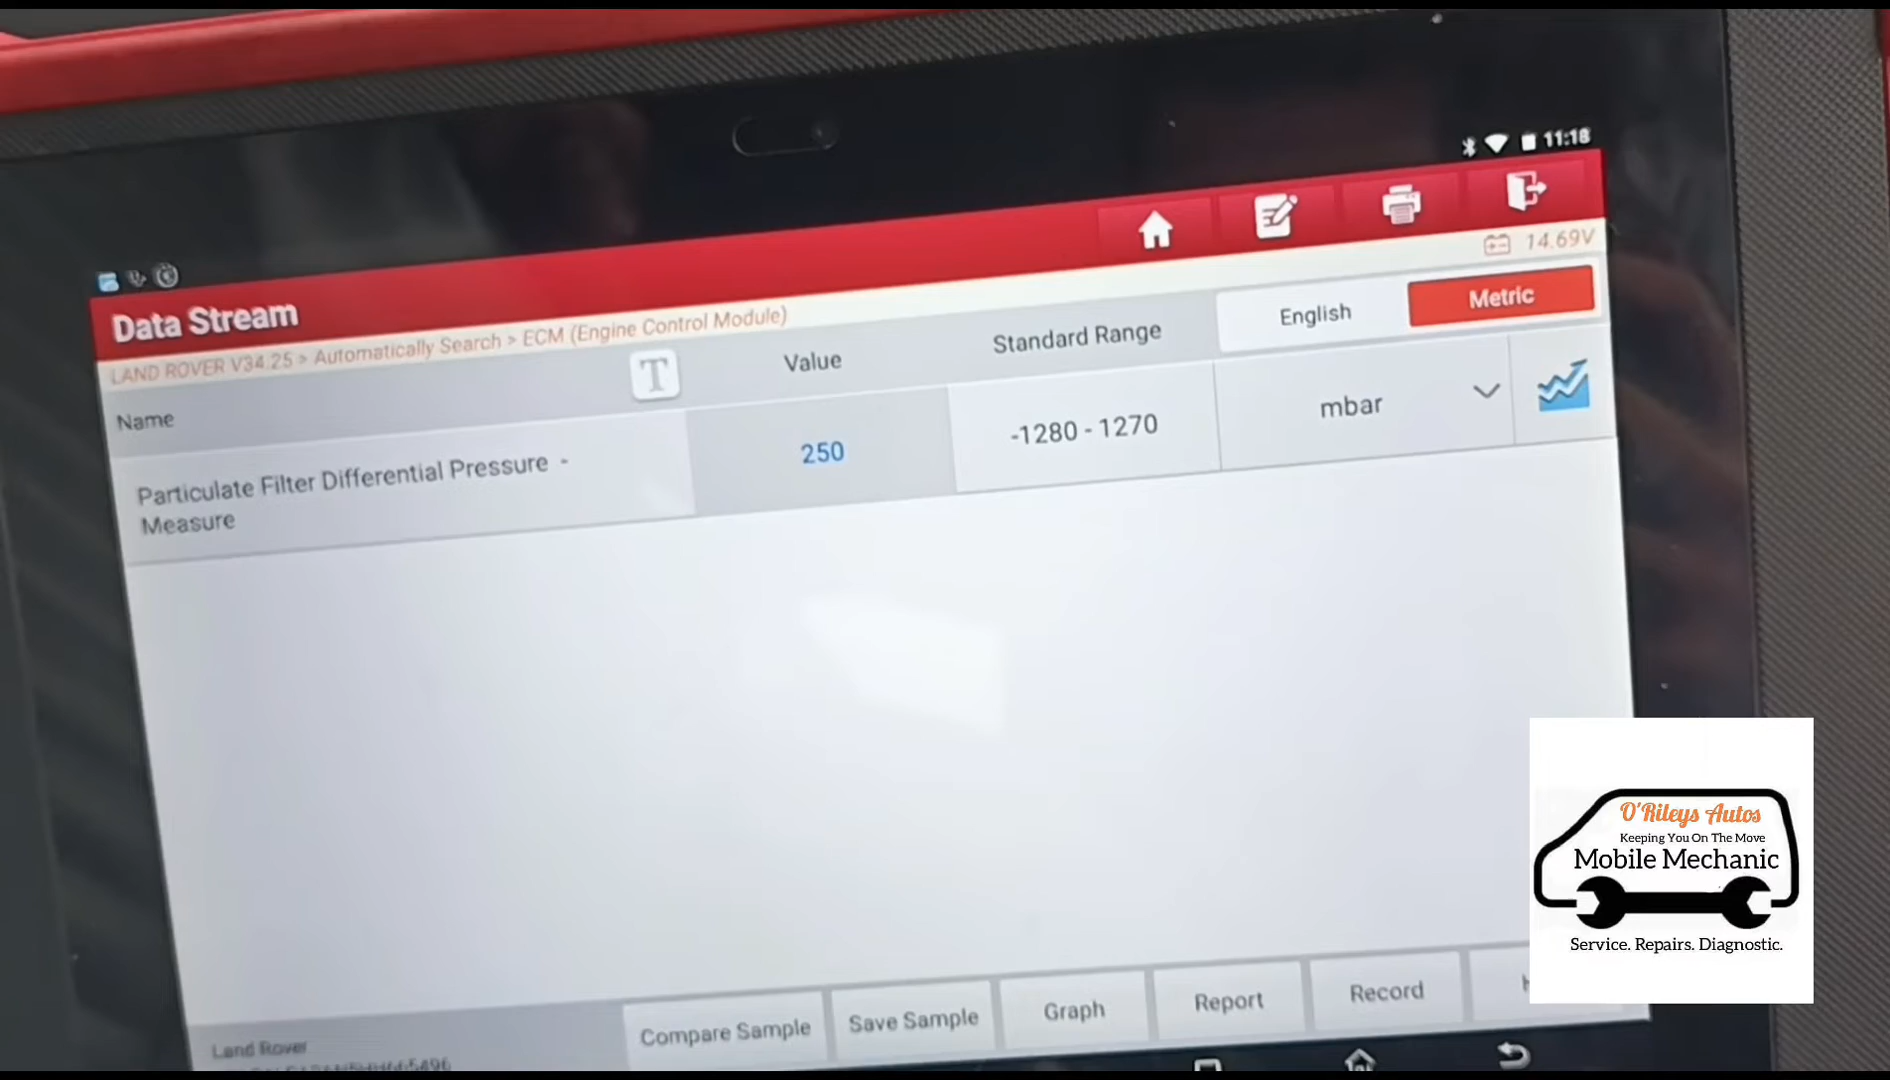 11:18
14.69V
Data Stream
LAND ROVER V34.25 > Automatically Search > ECM (Engine Control Module)
Name
T
Value
Standard Range
English
Metric
Particulate Filter Differential Pressure -
Measure
250
-1280 - 1270
mbar
Compare Sample
Save Sample
Graph
Report
Record
Land Rover
O'Rileys Autos
Keeping You On The Move
Mobile Mechanic
Service. Repairs. Diagnostic.